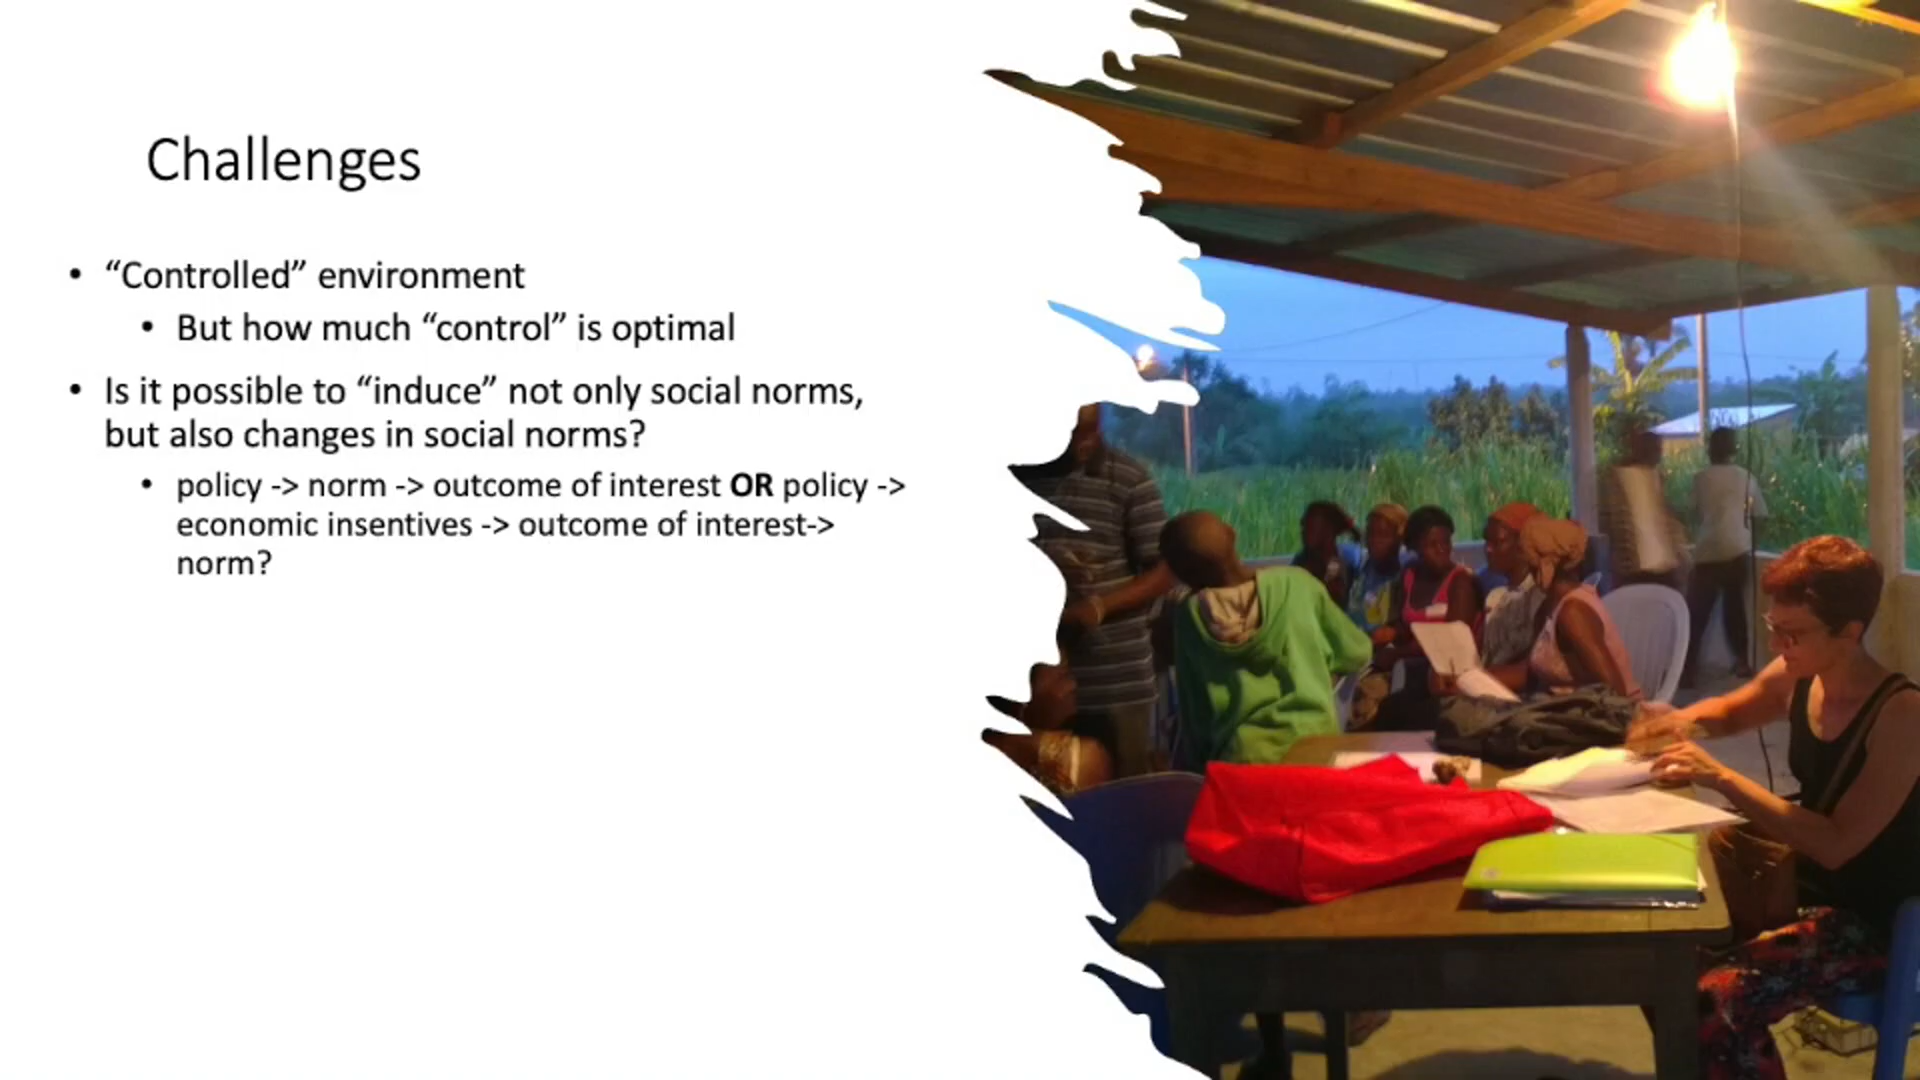 Challenges
• “Controlled” environment
• But how much “control” is optimal
• Is it possible to “induce” not only social norms,
but also changes in social norms?
• policy -> norm -> outcome of interest OR policy ->
economic insentives -> outcome of interest->
norm?